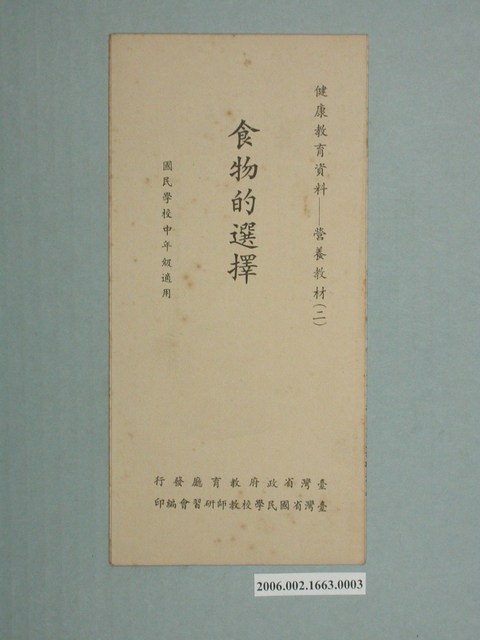 健康教育資料——營養教材(二)
食物的選擇
國民學校中年級適用
臺灣省政府教育廳發行
臺灣省國民學校教師研習會編印
2006.002.1663.0003